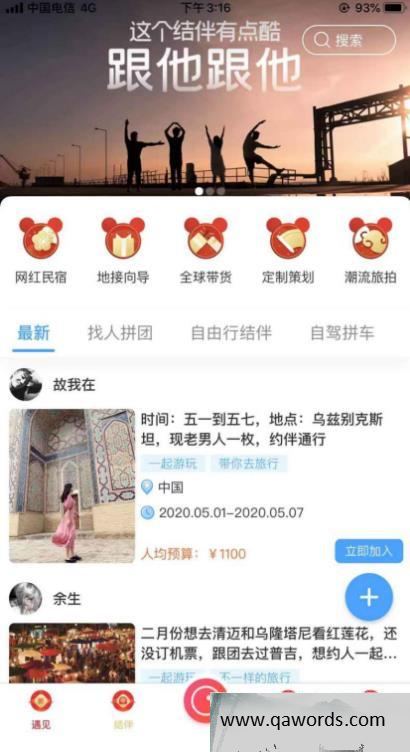 中国电信 4G 下午3:16 93%
这个结伴有点酷
跟他跟他
搜索
网红民宿 地接向导 全球带货 定制策划 潮流旅拍
最新 找人拼团 自由行结伴 自驾拼车
故我在
时间：五一到五七，地点：乌兹别克斯
坦，现老男人一枚，约伴通行
一起游玩 带你去旅行
中国
2020.05.01-2020.05.07
人均预算：￥1100 立即加入
余生
二月份想去清迈和乌隆塔尼看红莲花，还
没订机票，跟团去过普吉，想约人一起...
一起游玩 不一样的旅行
遇见 结伴
www.qawords.com